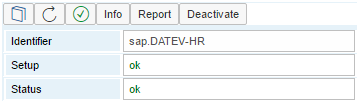 Info Report Deactivate
Identifier sap.DATEV-HR
Setup ok
Status ok